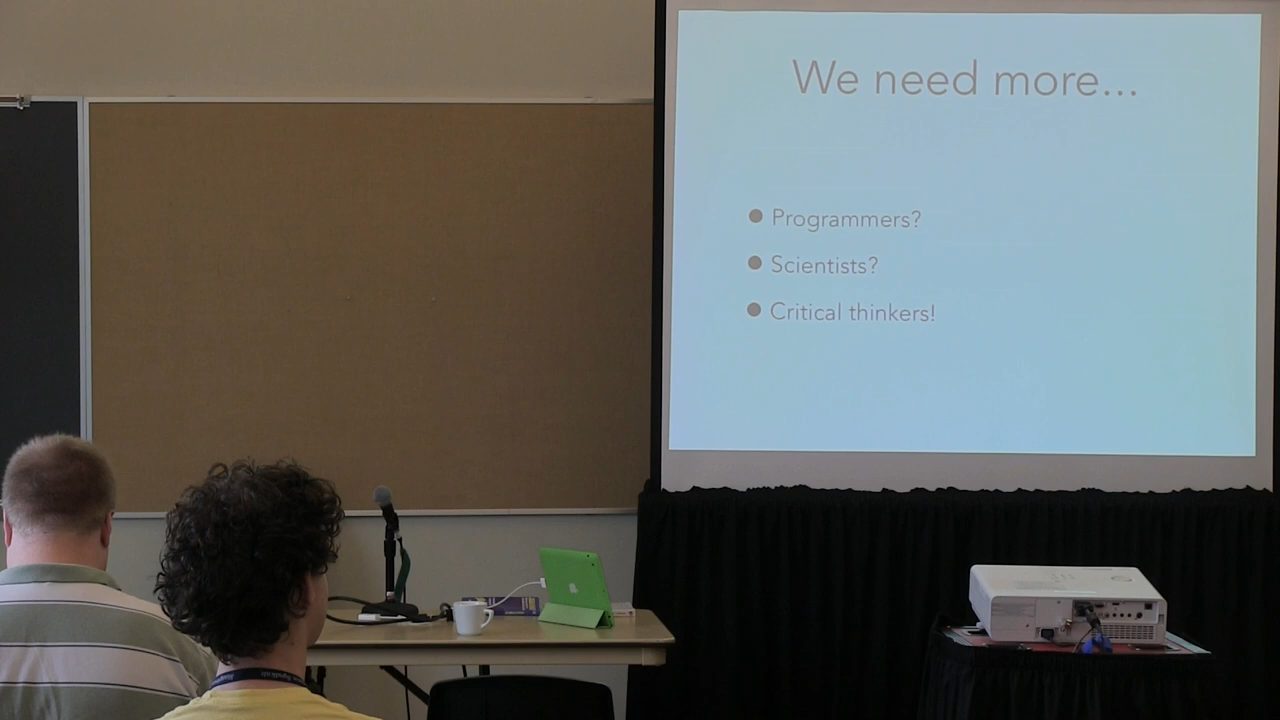 We need more...
Programmers?
Scientists?
Critical thinkers!